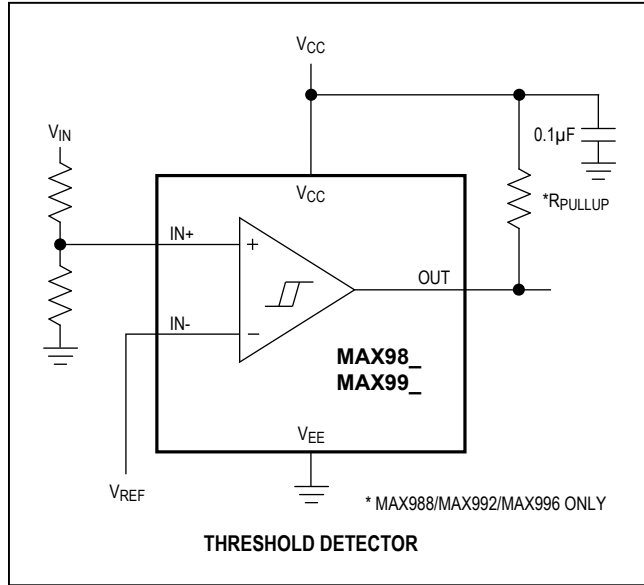 VCC
VIN
0.1µF
VCC
*RPULLUP
IN+
+
OUT
IN-
−
MAX98_
MAX99_
VEE
VREF
* MAX988/MAX992/MAX996 ONLY
THRESHOLD DETECTOR